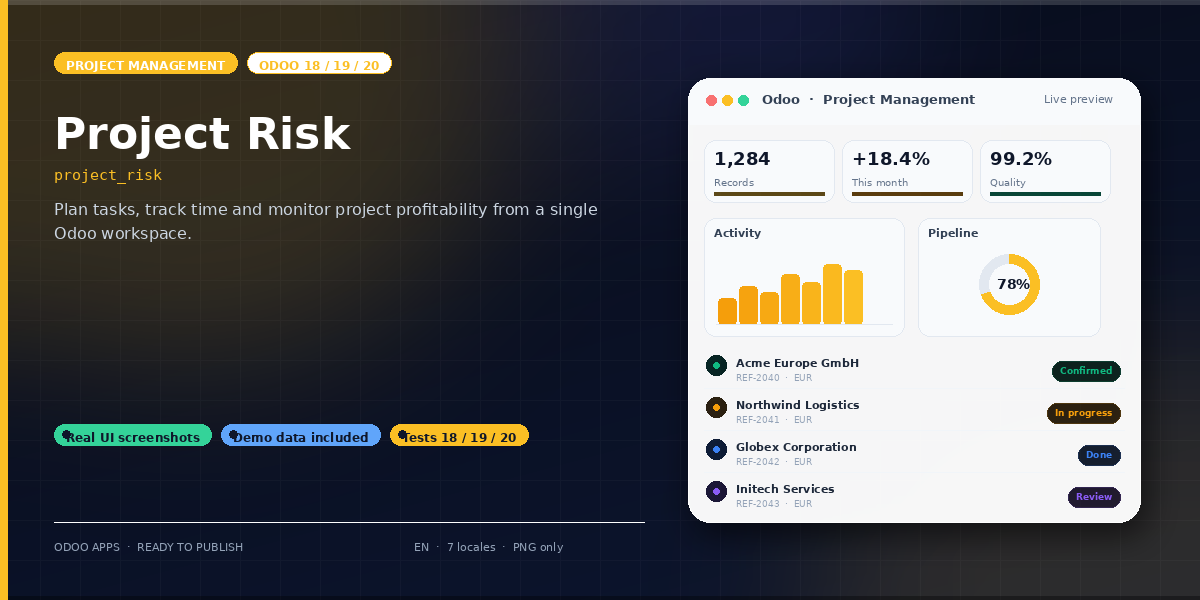 PROJECT MANAGEMENT
ODOO 18 / 19 / 20
Project Risk
project_risk
Plan tasks, track time and monitor project profitability from a single
Odoo workspace.
Real UI screenshots
Demo data included
Tests 18 / 19 / 20
ODOO APPS · READY TO PUBLISH
EN · 7 locales · PNG only
Odoo · Project Management
Live preview
1,284
Records
+18.4%
This month
99.2%
Quality
Activity
Pipeline
78%
Acme Europe GmbH
REF-2040 · EUR
Confirmed
Northwind Logistics
REF-2041 · EUR
In progress
Globex Corporation
REF-2042 · EUR
Done
Initech Services
REF-2043 · EUR
Review